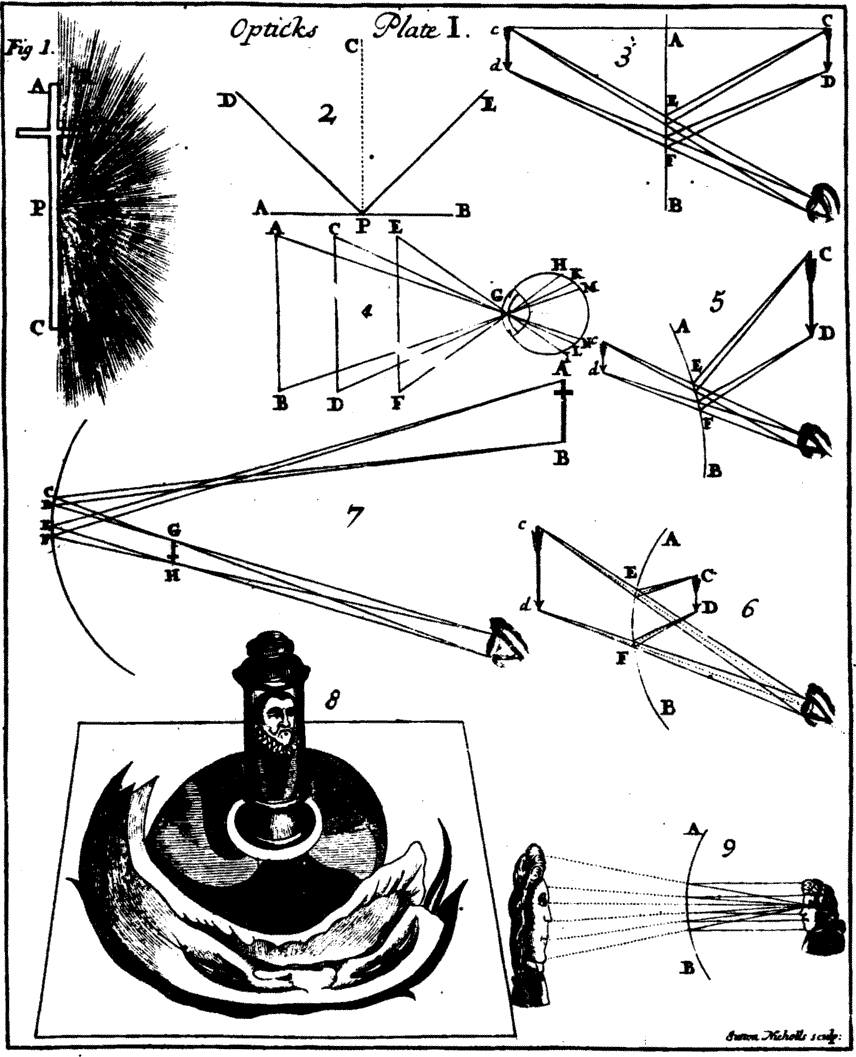 Opticks Plate I.
Fig 1.
A
P
C
2
C
D E
A P B
3
c A C
d D
E
F
B
4
A C E
G H K M
L N
B D F
5
C
A D
c E
d F
B
7
A
B
C
D
E
F
G
H
6
c A
E C
d D
F
B
8
9
A
B
Sutton Nicholls sculp: